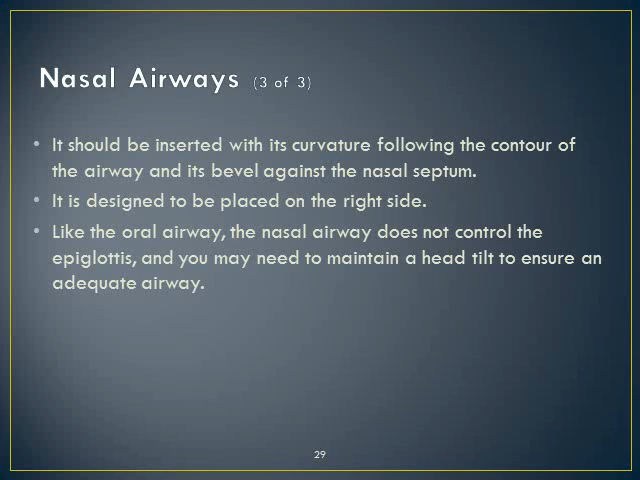 Nasal Airways (3 of 3)
• It should be inserted with its curvature following the contour of
the airway and its bevel against the nasal septum.
• It is designed to be placed on the right side.
• Like the oral airway, the nasal airway does not control the
epiglottis, and you may need to maintain a head tilt to ensure an
adequate airway.
29